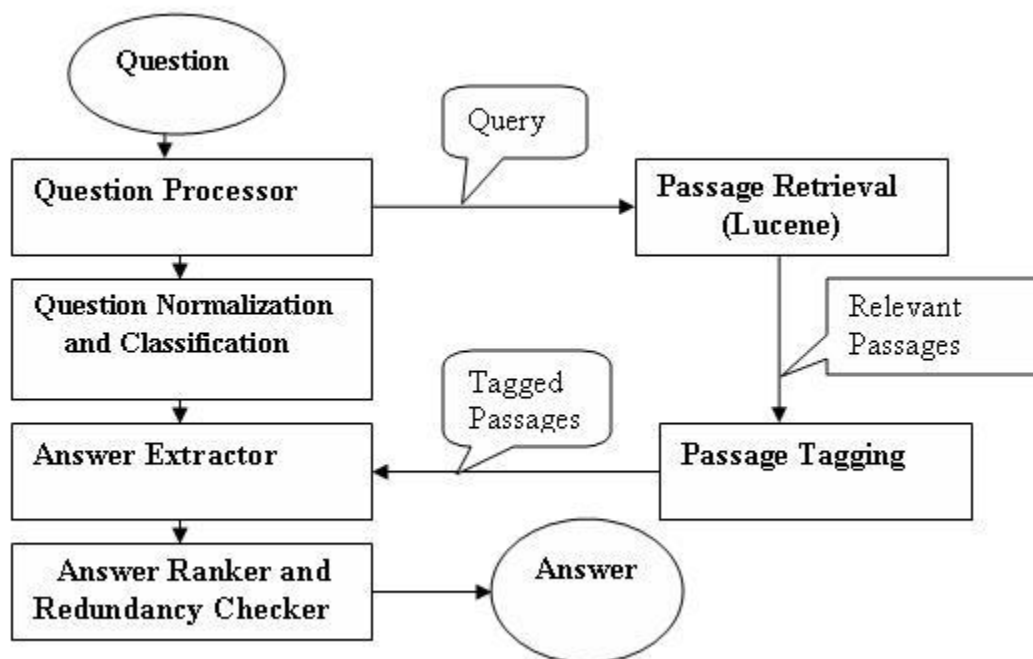 Question
Query
Question Processor
Passage Retrieval
(Lucene)
Question Normalization
and Classification
Relevant
Passages
Tagged
Passages
Answer Extractor
Passage Tagging
Answer Ranker and
Redundancy Checker
Answer